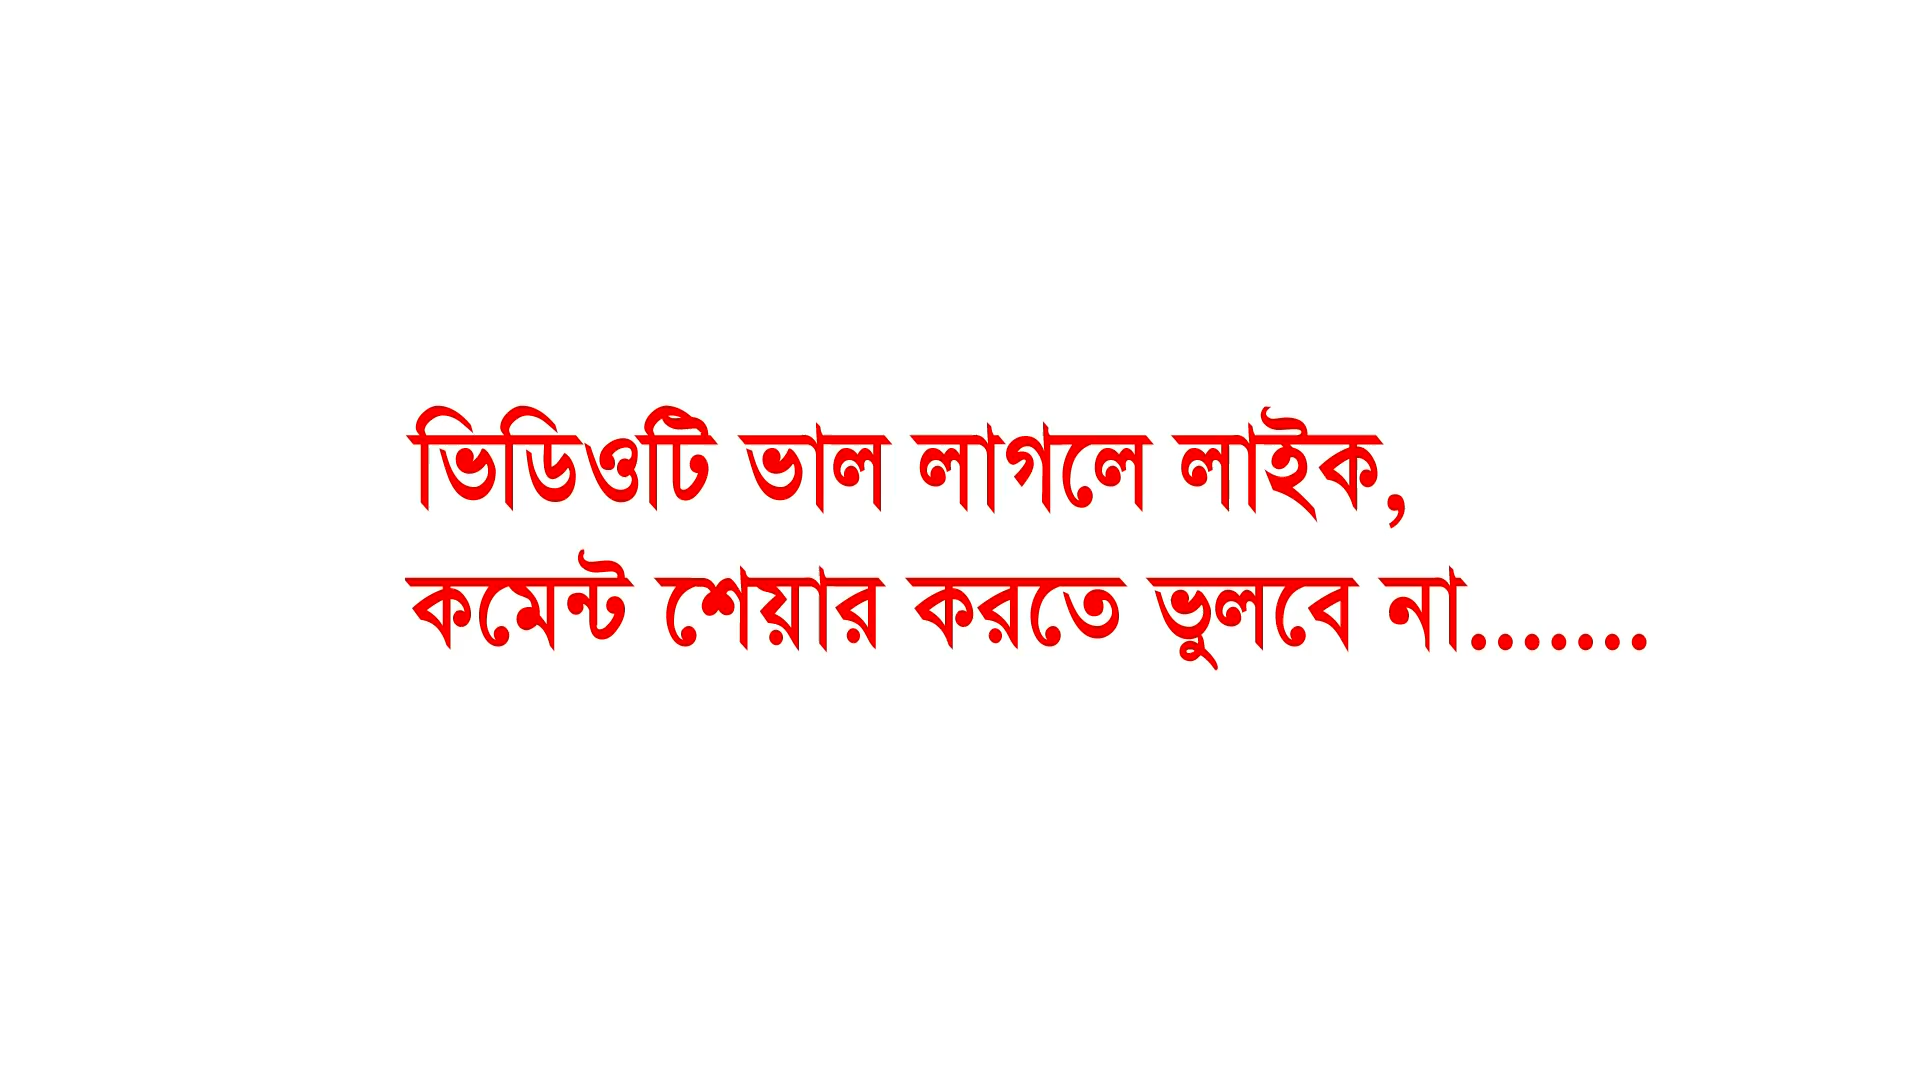 ভিডিওটি ভাল লাগলে লাইক,
কমেন্ট শেয়ার করতে ভুলবে না.......